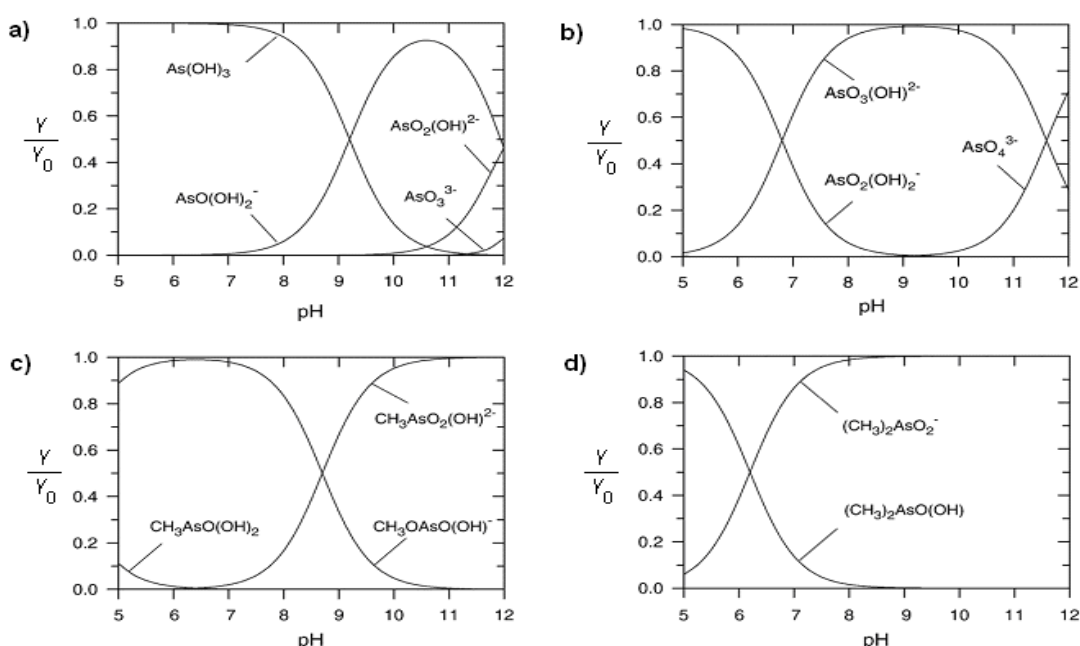 a)
1.0
0.8
0.6
0.4
0.2
0.0
Y
Y₀
As(OH)₃
AsO(OH)₂⁻
AsO₂(OH)²⁻
AsO₃³⁻
5 6 7 8 9 10 11 12
pH
b)
1.0
0.8
0.6
0.4
0.2
0.0
Y
Y₀
AsO₃(OH)²⁻
AsO₂(OH)₂⁻
AsO₄³⁻
5 6 7 8 9 10 11 12
pH
c)
1.0
0.8
0.6
0.4
0.2
0.0
Y
Y₀
CH₃AsO₂(OH)²⁻
CH₃AsO(OH)₂
CH₃OAsO(OH)⁻
5 6 7 8 9 10 11 12
pH
d)
1.0
0.8
0.6
0.4
0.2
0.0
Y
Y₀
(CH₃)₂AsO₂⁻
(CH₃)₂AsO(OH)
5 6 7 8 9 10 11 12
pH